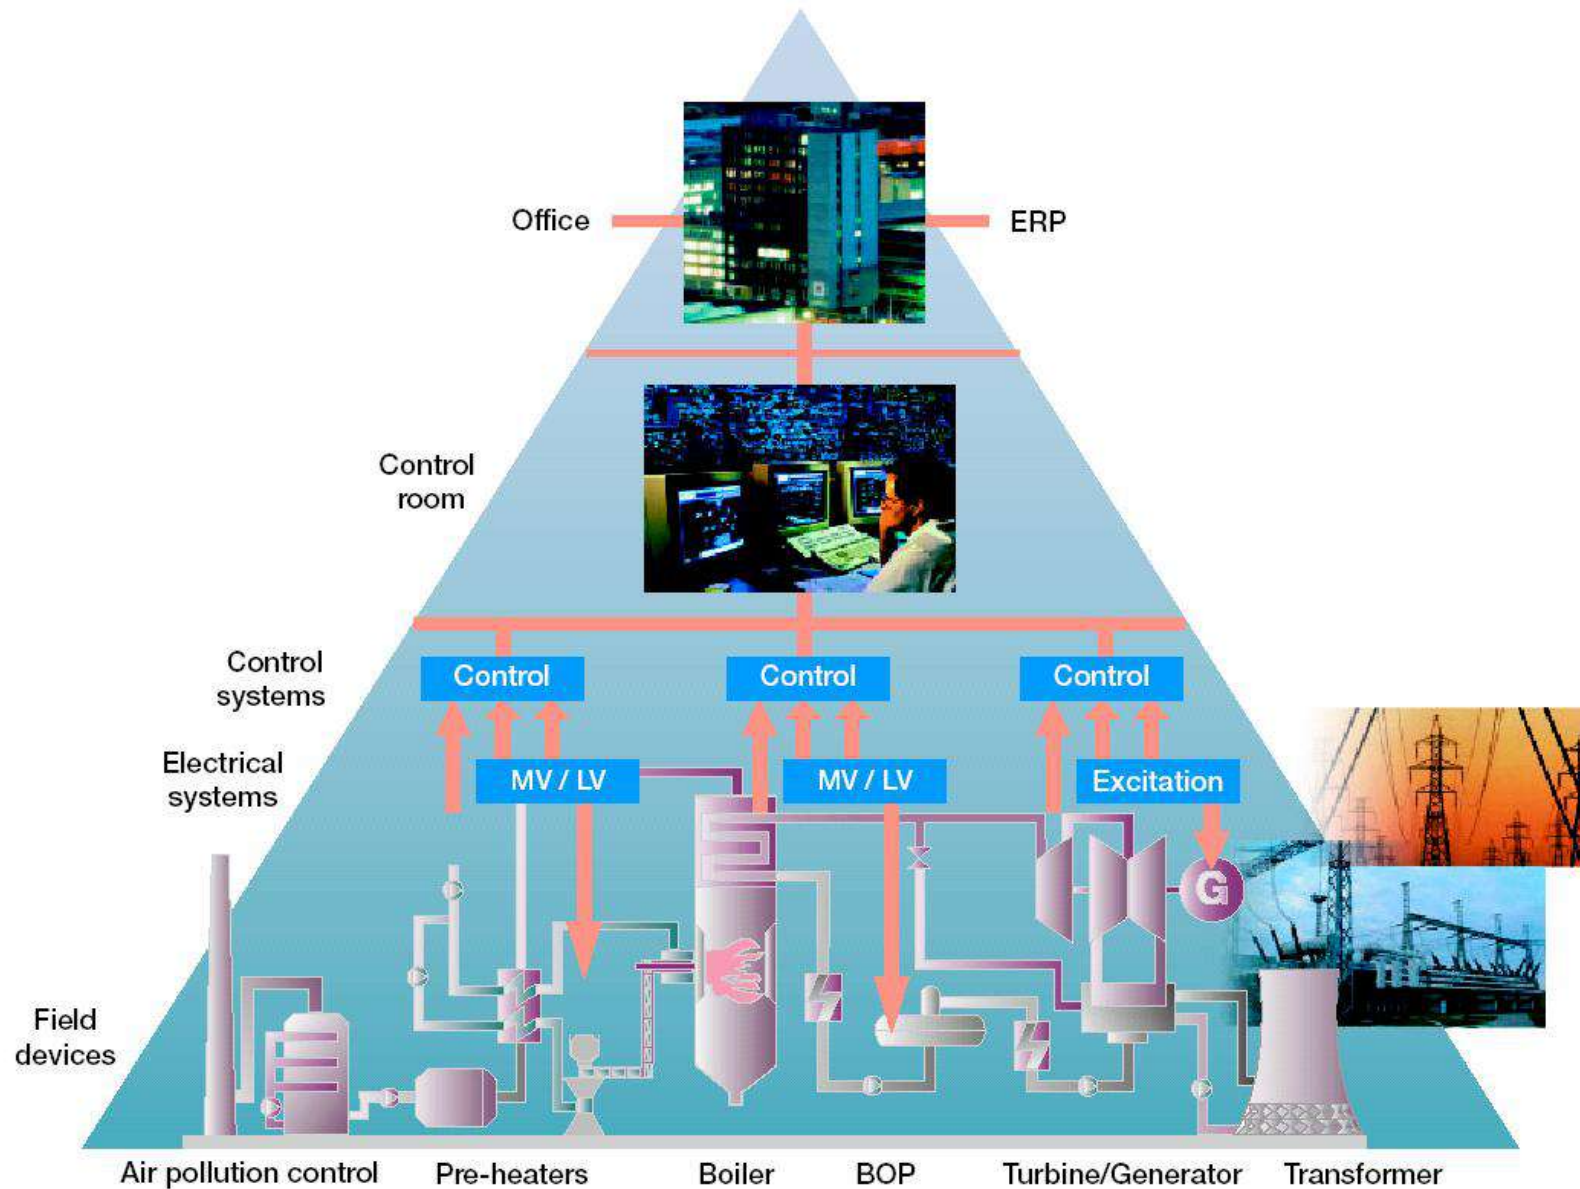 Office
ERP
Control
room
Control
systems
Control
Control
Control
Electrical
systems
MV / LV
MV / LV
Excitation
G
Field
devices
Air pollution control
Pre-heaters
Boiler
BOP
Turbine/Generator
Transformer